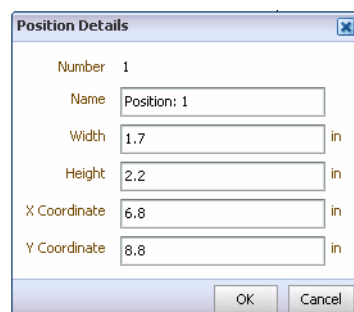 Position Details
Number 1
Name Position: 1
Width 1.7 in
Height 2.2 in
X Coordinate 6.8 in
Y Coordinate 8.8 in
OK Cancel